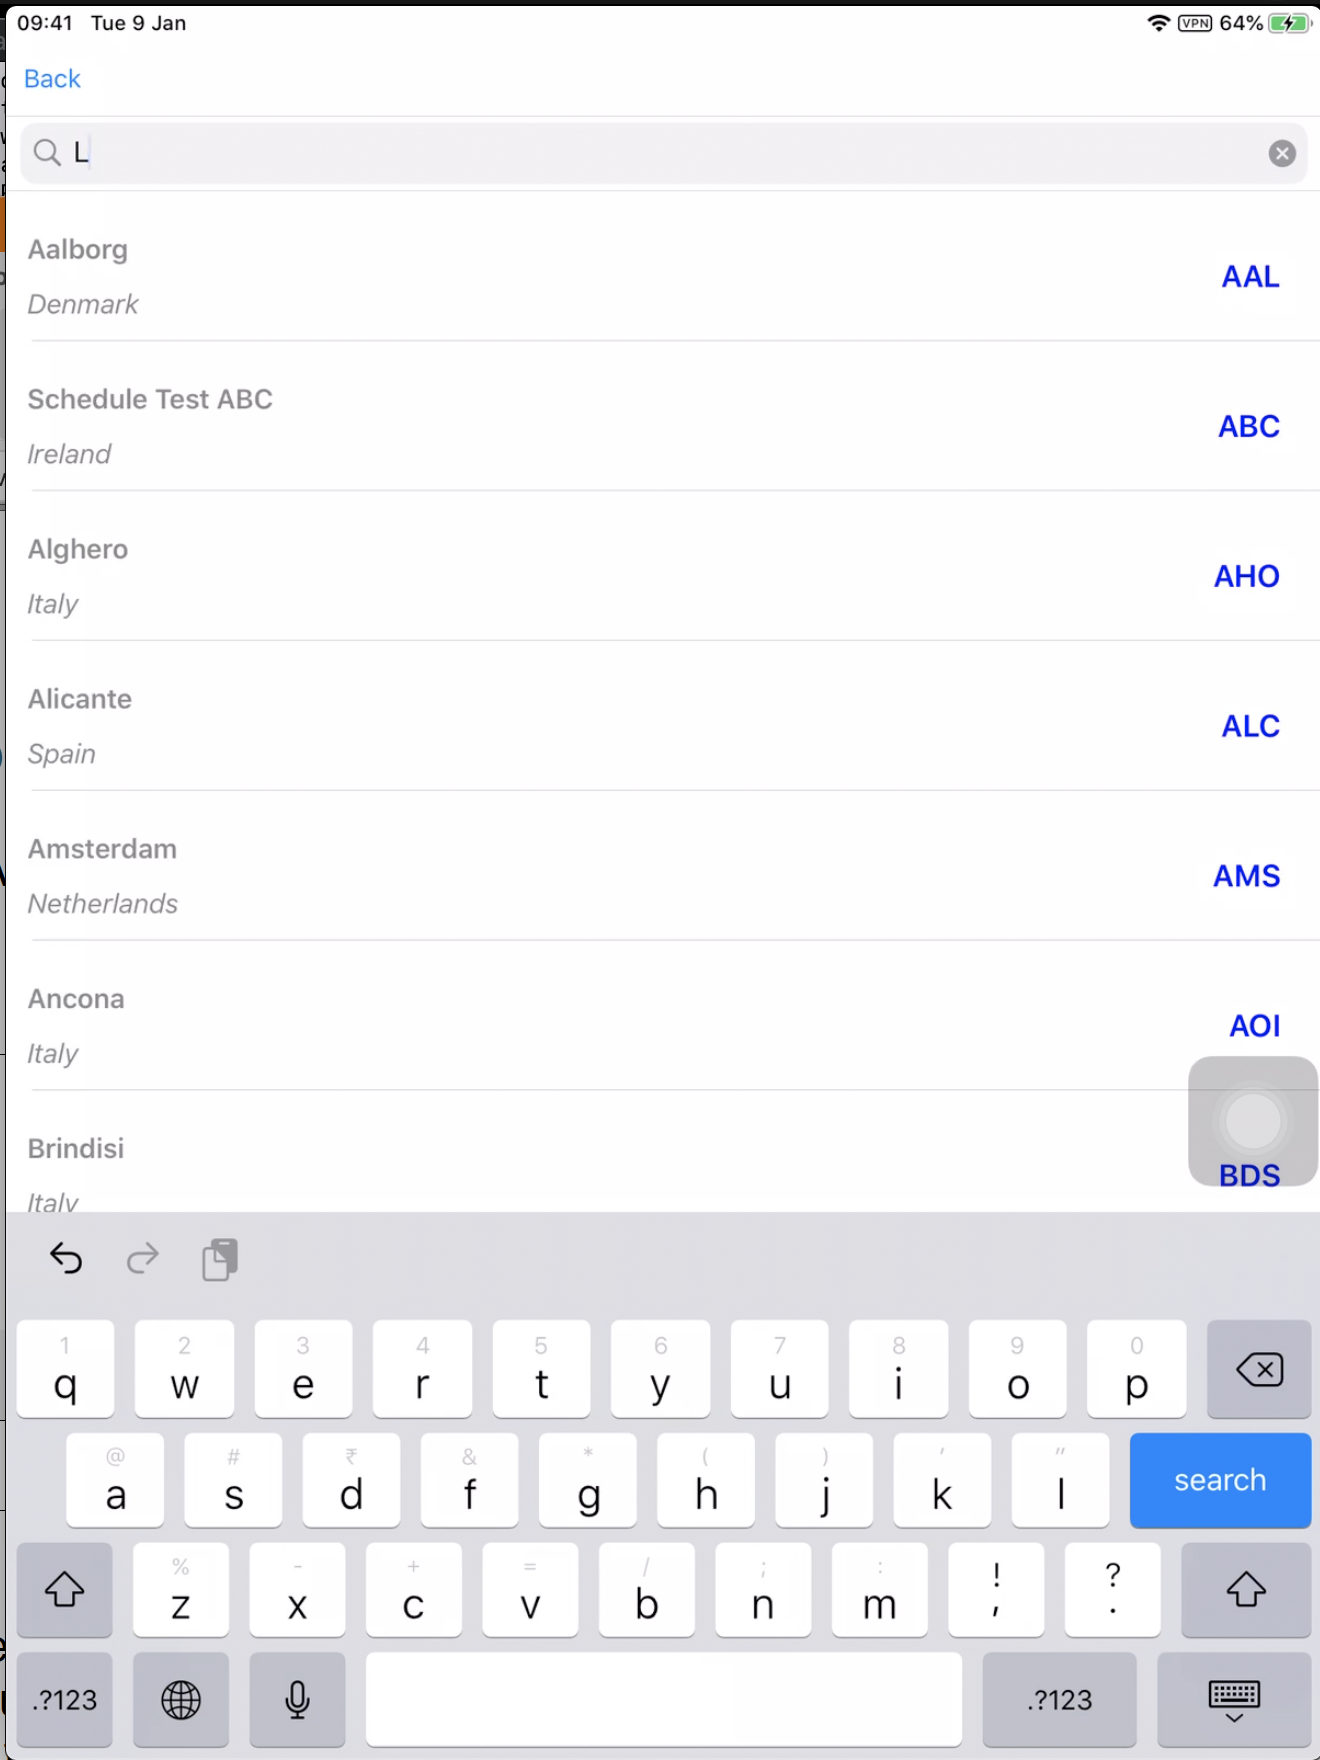 09:41 Tue 9 Jan VPN 64%
Back
L
Aalborg
Denmark
AAL
Schedule Test ABC
Ireland
ABC
Alghero
Italy
AHO
Alicante
Spain
ALC
Amsterdam
Netherlands
AMS
Ancona
Italy
AOI
Brindisi
Italy
BDS
1 2 3 4 5 6 7 8 9 0
q w e r t y u i o p
@ # ₹ & * ( ) ' "
a s d f g h j k l search
% - + = / ; : ! ?
z x c v b n m , .
.?123 .?123